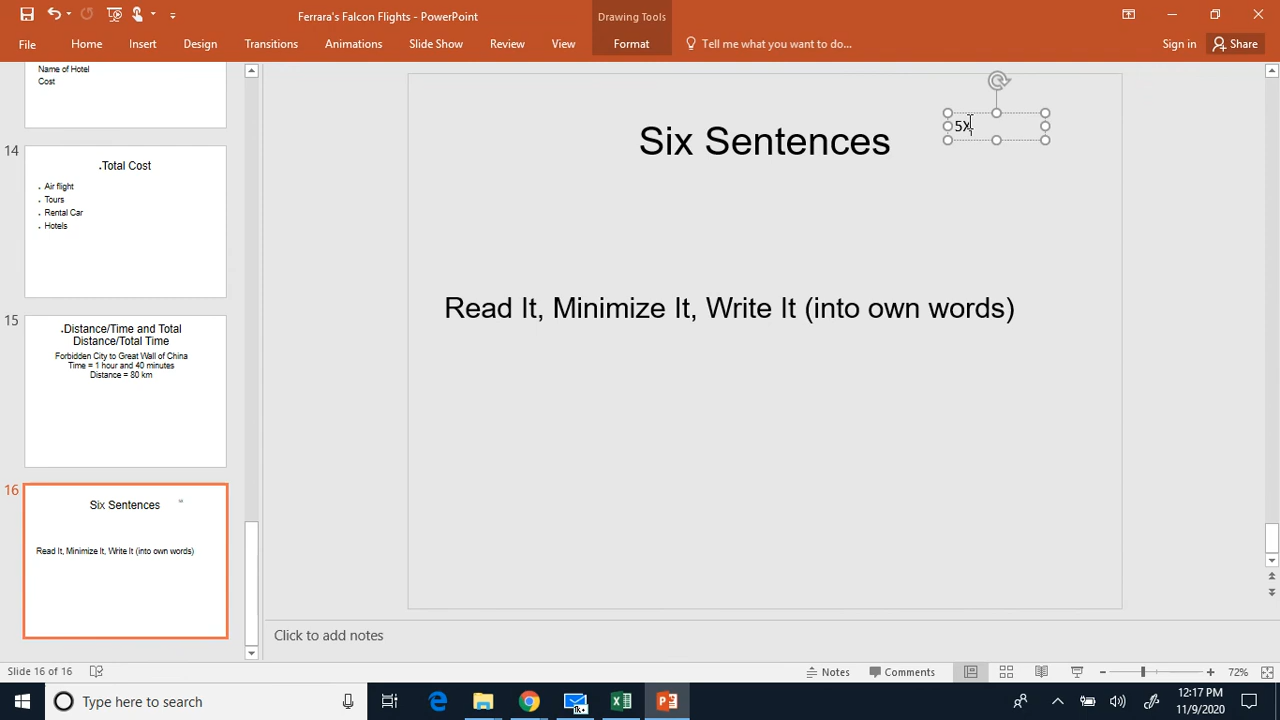 Ferrara's Falcon Flights - PowerPoint
Drawing Tools
File Home Insert Design Transitions Animations Slide Show Review View Format Tell me what you want to do... Sign in Share
Name of Hotel
Cost
14
.Total Cost
. Air flight
. Tours
. Rental Car
. Hotels
15
.Distance/Time and Total
Distance/Total Time
Forbidden City to Great Wall of China
Time = 1 hour and 40 minutes
Distance = 80 km
16
Six Sentences
Read It, Minimize It, Write It (into own words)
Six Sentences
5X
Read It, Minimize It, Write It (into own words)
Click to add notes
Slide 16 of 16
Notes Comments 72%
Type here to search
1k+
12:17 PM
11/9/2020